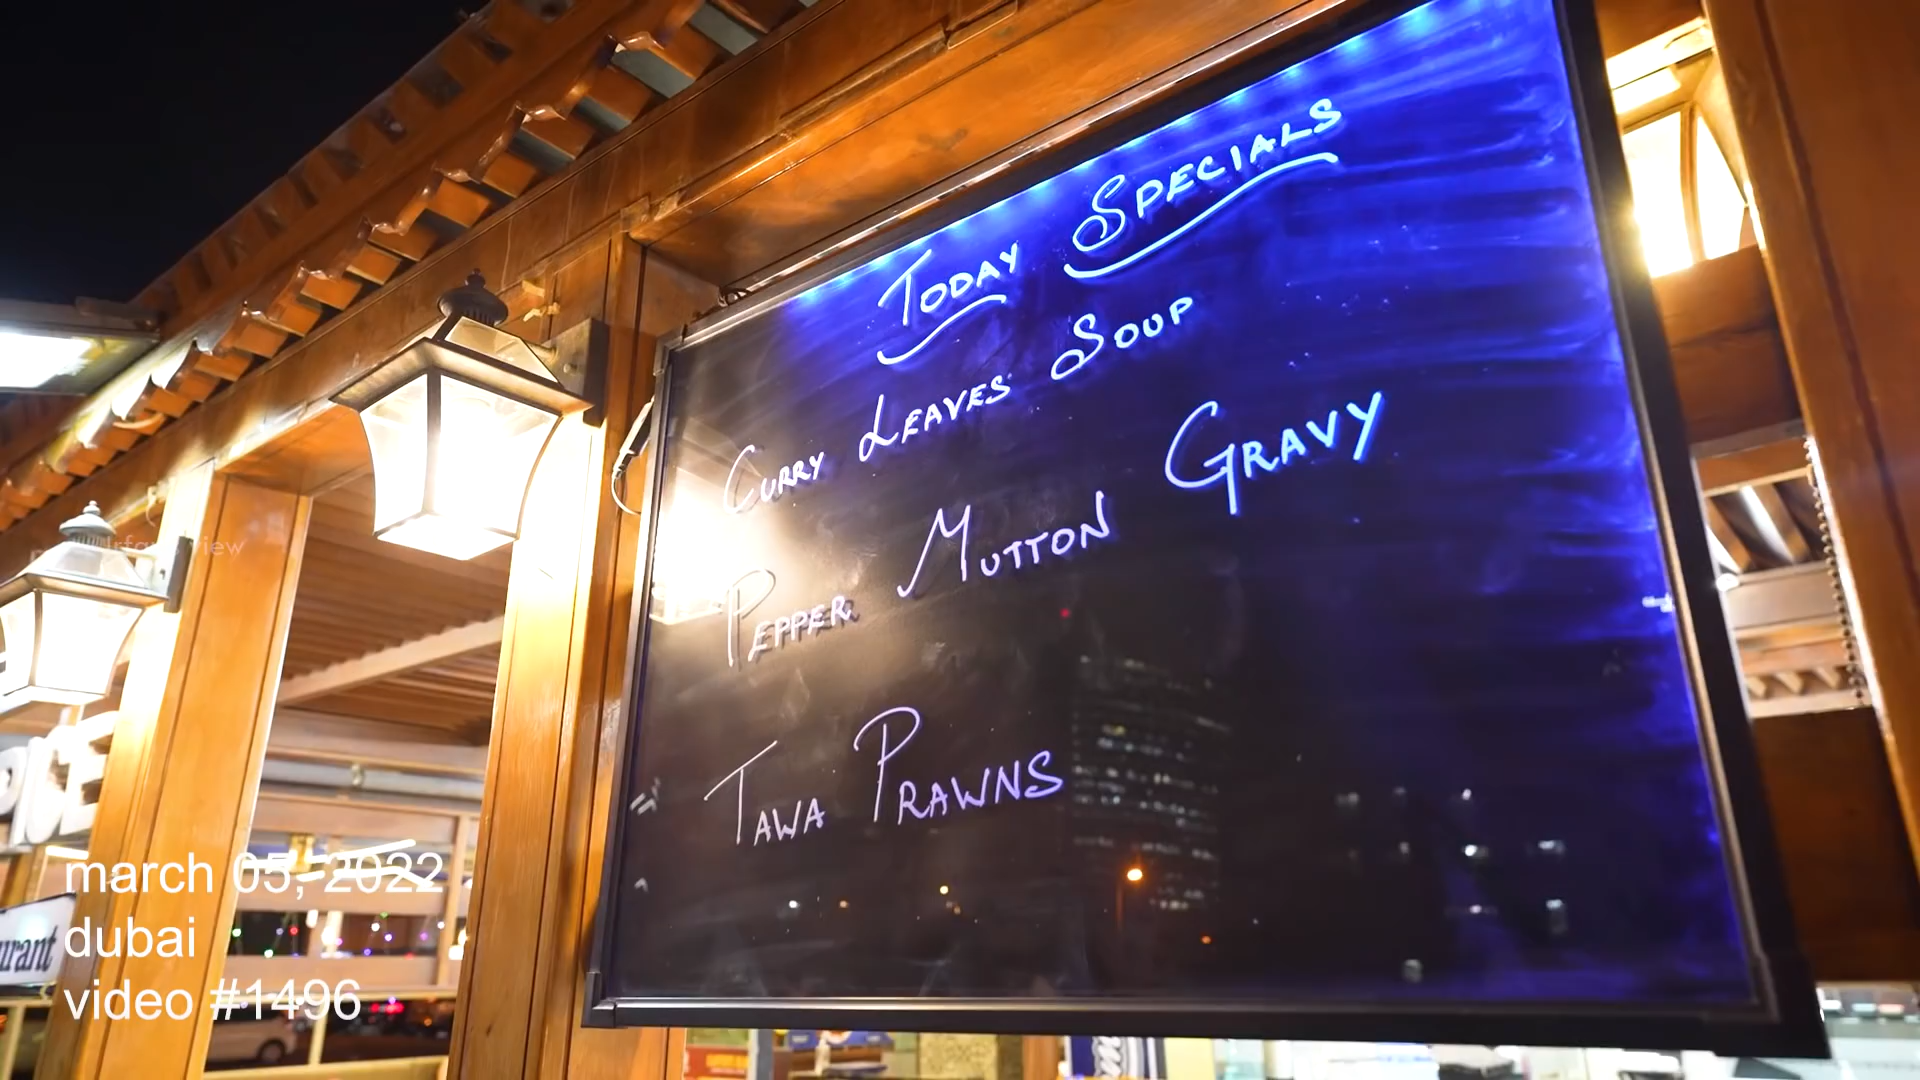 TODAY SPECIALS
CURRY LEAVES SOUP
PEPPER MUTTON GRAVY
TAWA PRAWNS
march 05, 2022
dubai
video #1496